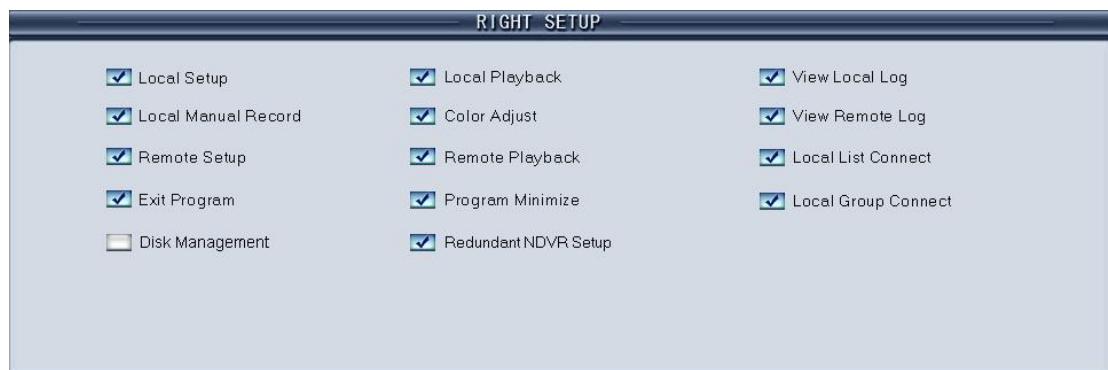 RIGHT SETUP
Local Setup Local Playback View Local Log
Local Manual Record Color Adjust View Remote Log
Remote Setup Remote Playback Local List Connect
Exit Program Program Minimize Local Group Connect
Disk Management Redundant NDVR Setup